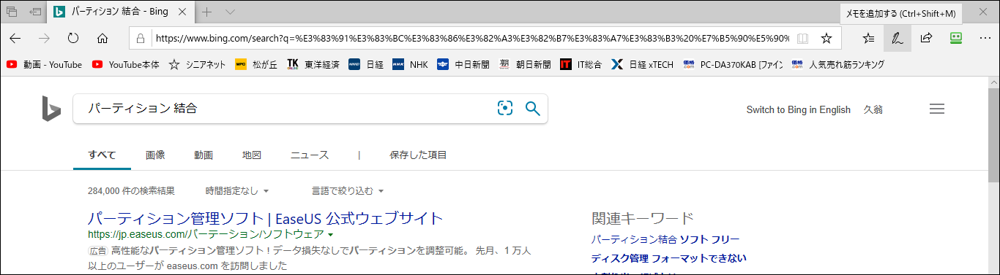 パーティション 結合 - Bing
メモを追加する (Ctrl+Shift+M)
https://www.bing.com/search?q=%E3%83%91%E3%83%BC%E3%83%86%E3%82%A3%E3%82%B7%E3%83%A7%E3%83%B3%20%E7%B5%90%E5%90%
動画 - YouTube YouTube本体 シニアネット MPC 松が丘 TK ONLINE 東洋経済 NIKKEI 日経 NHK NHK 中日新聞 朝 朝日新聞 IT IT総合 日経 xTECH 価格.com PC-DA370KAB [ファイン 価格.com 人気売れ筋ランキング
パーティション 結合
Switch to Bing in English 久翁
すべて 画像 動画 地図 ニュース | 保存した項目
284,000 件の検索結果 時間指定なし 言語で絞り込む
パーティション管理ソフト | EaseUS 公式ウェブサイト
https://jp.easeus.com/パーテーション/ソフトウェア
広告 高性能なパーティション管理ソフト！データ損失なしでパーティションを調整可能。 先月、1 万人
以上のユーザーが easeus.com を訪問しました
関連キーワード
パーティション結合 ソフト フリー
ディスク管理 フォーマットできない